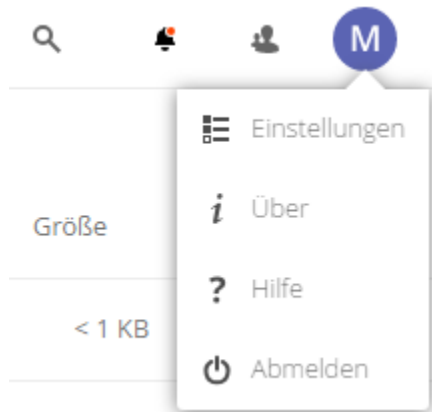 M
Einstellungen
Über
Größe
Hilfe
< 1 KB
Abmelden